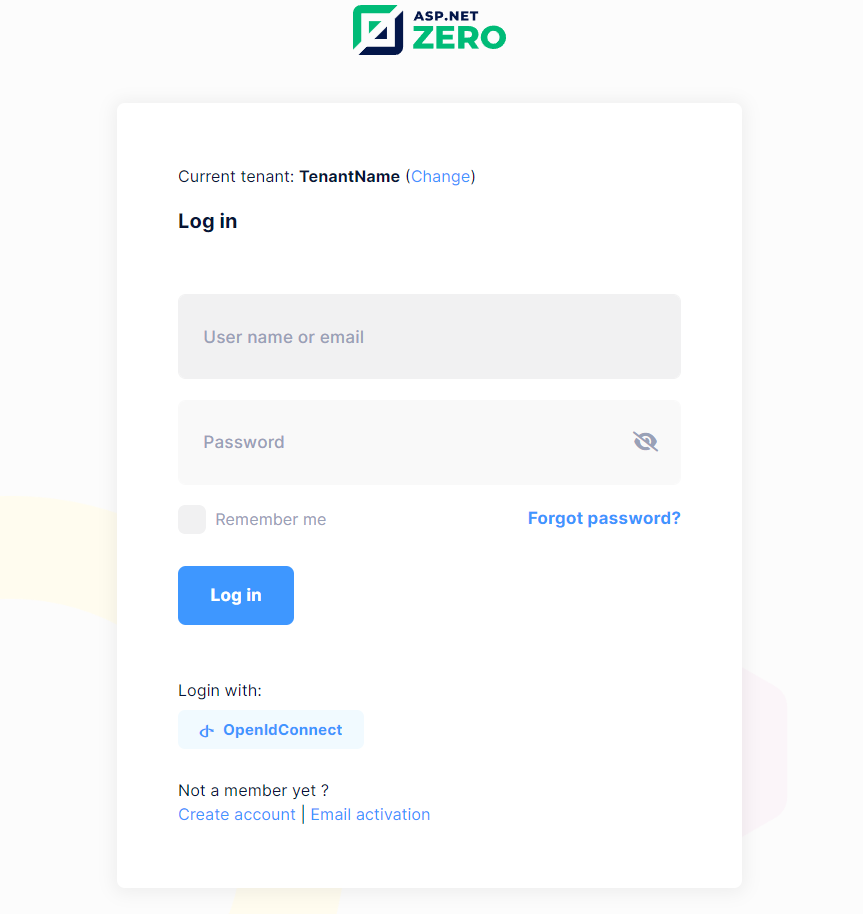 ASP.NET
ZERO
Current tenant: TenantName (Change)
Log in
User name or email
Password
Remember me
Forgot password?
Log in
Login with:
OpenIdConnect
Not a member yet ?
Create account | Email activation